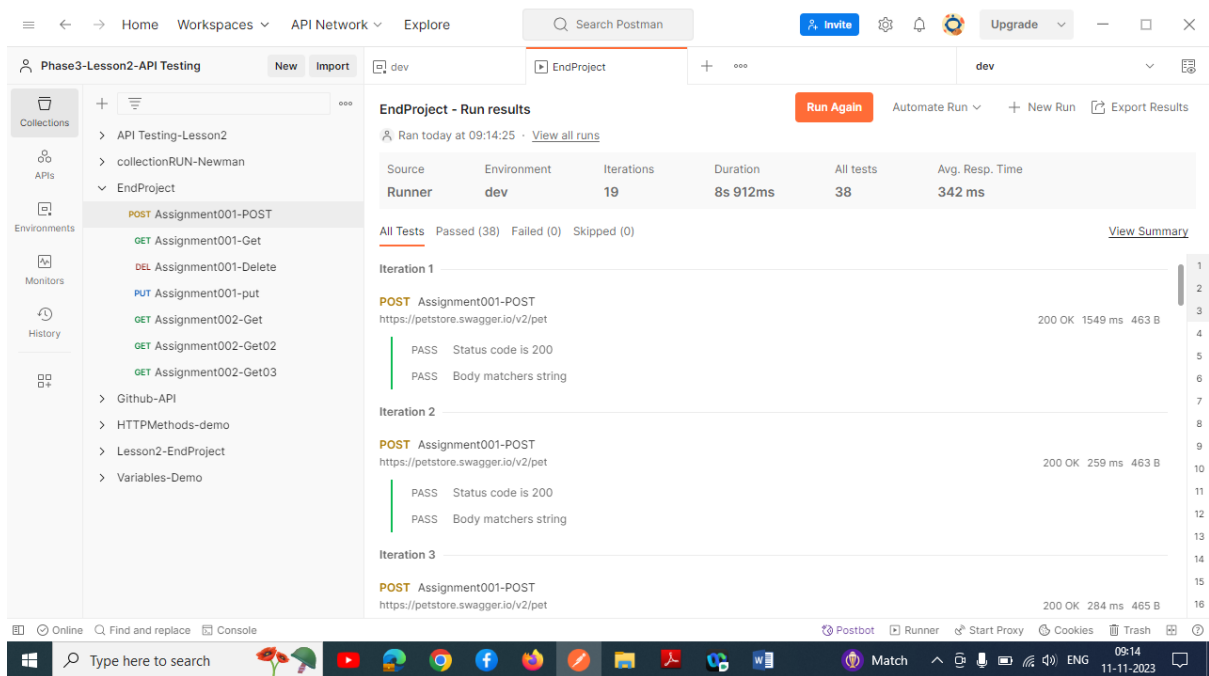 Home Workspaces API Network Explore Search Postman Invite Upgrade
Phase3-Lesson2-API Testing New Import dev EndProject dev
Collections
APIs
Environments
Monitors
History
API Testing-Lesson2
collectionRUN-Newman
EndProject
POST Assignment001-POST
GET Assignment001-Get
DEL Assignment001-Delete
PUT Assignment001-put
GET Assignment002-Get
GET Assignment002-Get02
GET Assignment002-Get03
Github-API
HTTPMethods-demo
Lesson2-EndProject
Variables-Demo
EndProject - Run results Run Again Automate Run New Run Export Results
Ran today at 09:14:25 · View all runs
Source Environment Iterations Duration All tests Avg. Resp. Time
Runner dev 19 8s 912ms 38 342 ms
All Tests Passed (38) Failed (0) Skipped (0) View Summary
Iteration 1
POST Assignment001-POST
https://petstore.swagger.io/v2/pet 200 OK 1549 ms 463 B
PASS Status code is 200
PASS Body matchers string
Iteration 2
POST Assignment001-POST
https://petstore.swagger.io/v2/pet 200 OK 259 ms 463 B
PASS Status code is 200
PASS Body matchers string
Iteration 3
POST Assignment001-POST
https://petstore.swagger.io/v2/pet 200 OK 284 ms 465 B
1
2
3
4
5
6
7
8
9
10
11
12
13
14
15
16
Online Find and replace Console Postbot Runner Start Proxy Cookies Trash
Type here to search Match ENG 09:14
11-11-2023